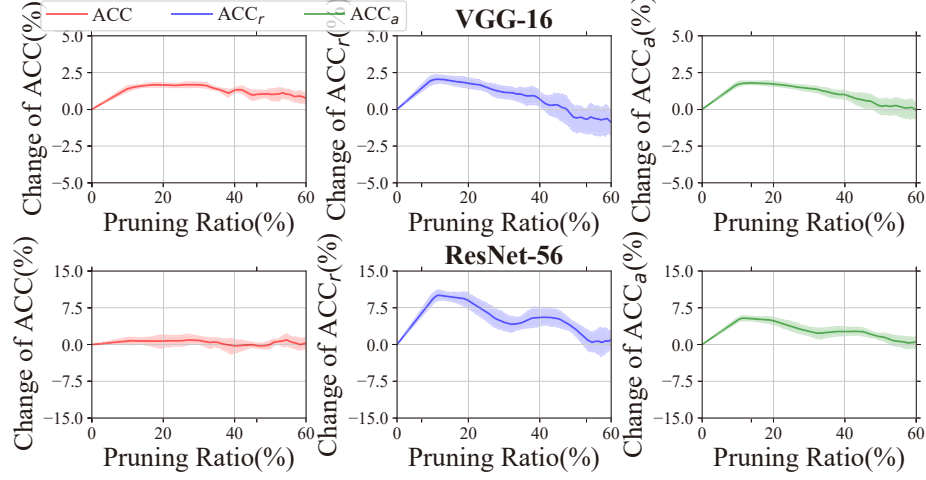 ACC ACCr ACCa
VGG-16
Change of ACC(%)
5.0
2.5
0.0
−2.5
−5.0
0 20 40 60
Pruning Ratio(%)
Change of ACCr(%)
5.0
2.5
0.0
−2.5
−5.0
0 20 40 60
Pruning Ratio(%)
Change of ACCa(%)
5.0
2.5
0.0
−2.5
−5.0
0 20 40 60
Pruning Ratio(%)
ResNet-56
Change of ACC(%)
15.0
7.5
0.0
−7.5
−15.0
0 20 40 60
Pruning Ratio(%)
Change of ACCr(%)
15.0
7.5
0.0
−7.5
−15.0
0 20 40 60
Pruning Ratio(%)
Change of ACCa(%)
15.0
7.5
0.0
−7.5
−15.0
0 20 40 60
Pruning Ratio(%)